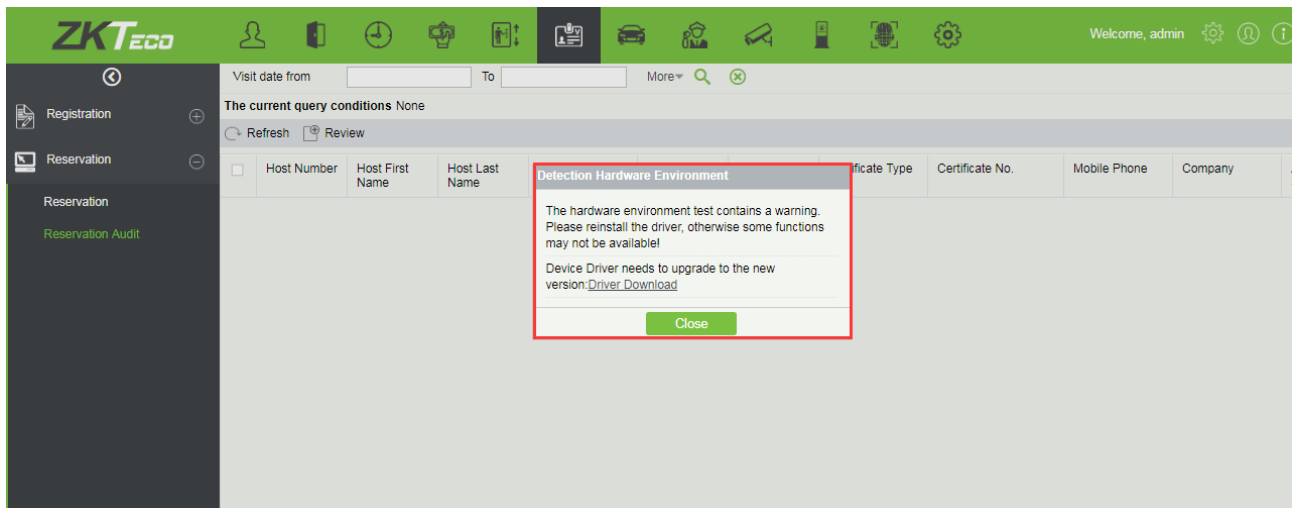 ZKTeco
Welcome, admin
Visit date from
To
More
Registration
The current query conditions None
Refresh
Review
Reservation
Host Number
Host First Name
Host Last Name
ificate Type
Certificate No.
Mobile Phone
Company
Reservation
Reservation Audit
Detection Hardware Environment
The hardware environment test contains a warning.
Please reinstall the driver, otherwise some functions
may not be available!
Device Driver needs to upgrade to the new
version:Driver Download
Close